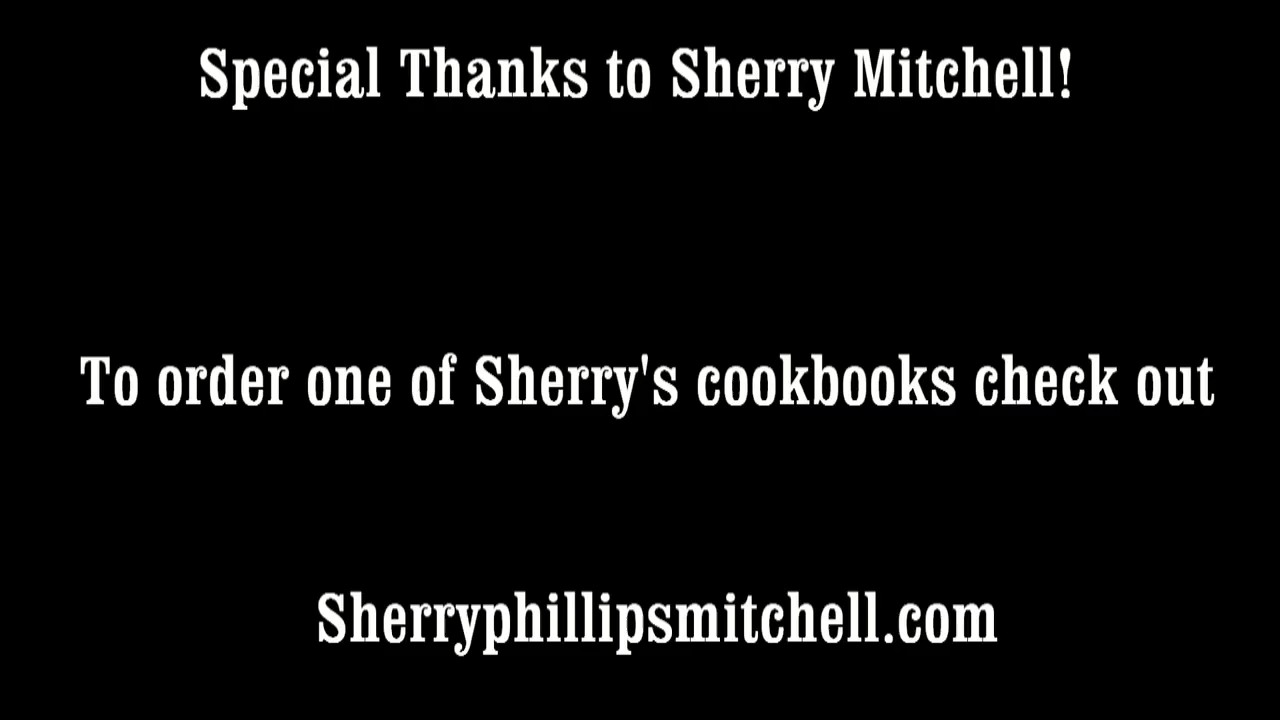 Special Thanks to Sherry Mitchell!
To order one of Sherry's cookbooks check out
Sherryphillipsmitchell.com